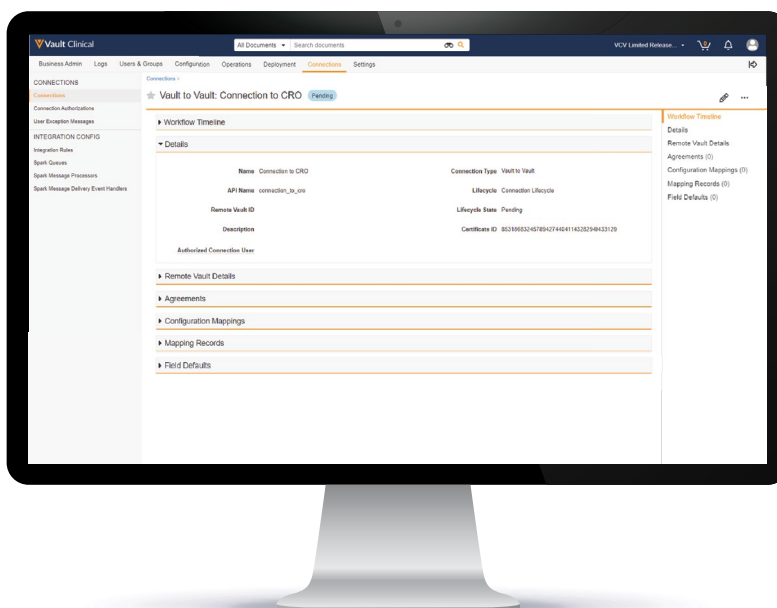 Vault Clinical
All Documents Search documents
VCV Limited Release...
Business Admin Logs Users & Groups Configuration Operations Deployment Connections Settings
CONNECTIONS
Connections
Connection Authorizations
User Exception Messages
INTEGRATION CONFIG
Integration Rules
Spark Queues
Spark Message Processors
Spark Message Delivery Event Handlers
Connections >
Vault to Vault: Connection to CRO Pending
Workflow Timeline
Details
Name Connection to CRO
API Name connection_to_cro
Remote Vault ID
Description
Authorized Connection User
Connection Type Vault to Vault
Lifecycle Connection Lifecycle
Lifecycle State Pending
Certificate ID
Remote Vault Details
Agreements
Configuration Mappings
Mapping Records
Field Defaults
Workflow Timeline
Details
Remote Vault Details
Agreements (0)
Configuration Mappings (0)
Mapping Records (0)
Field Defaults (0)